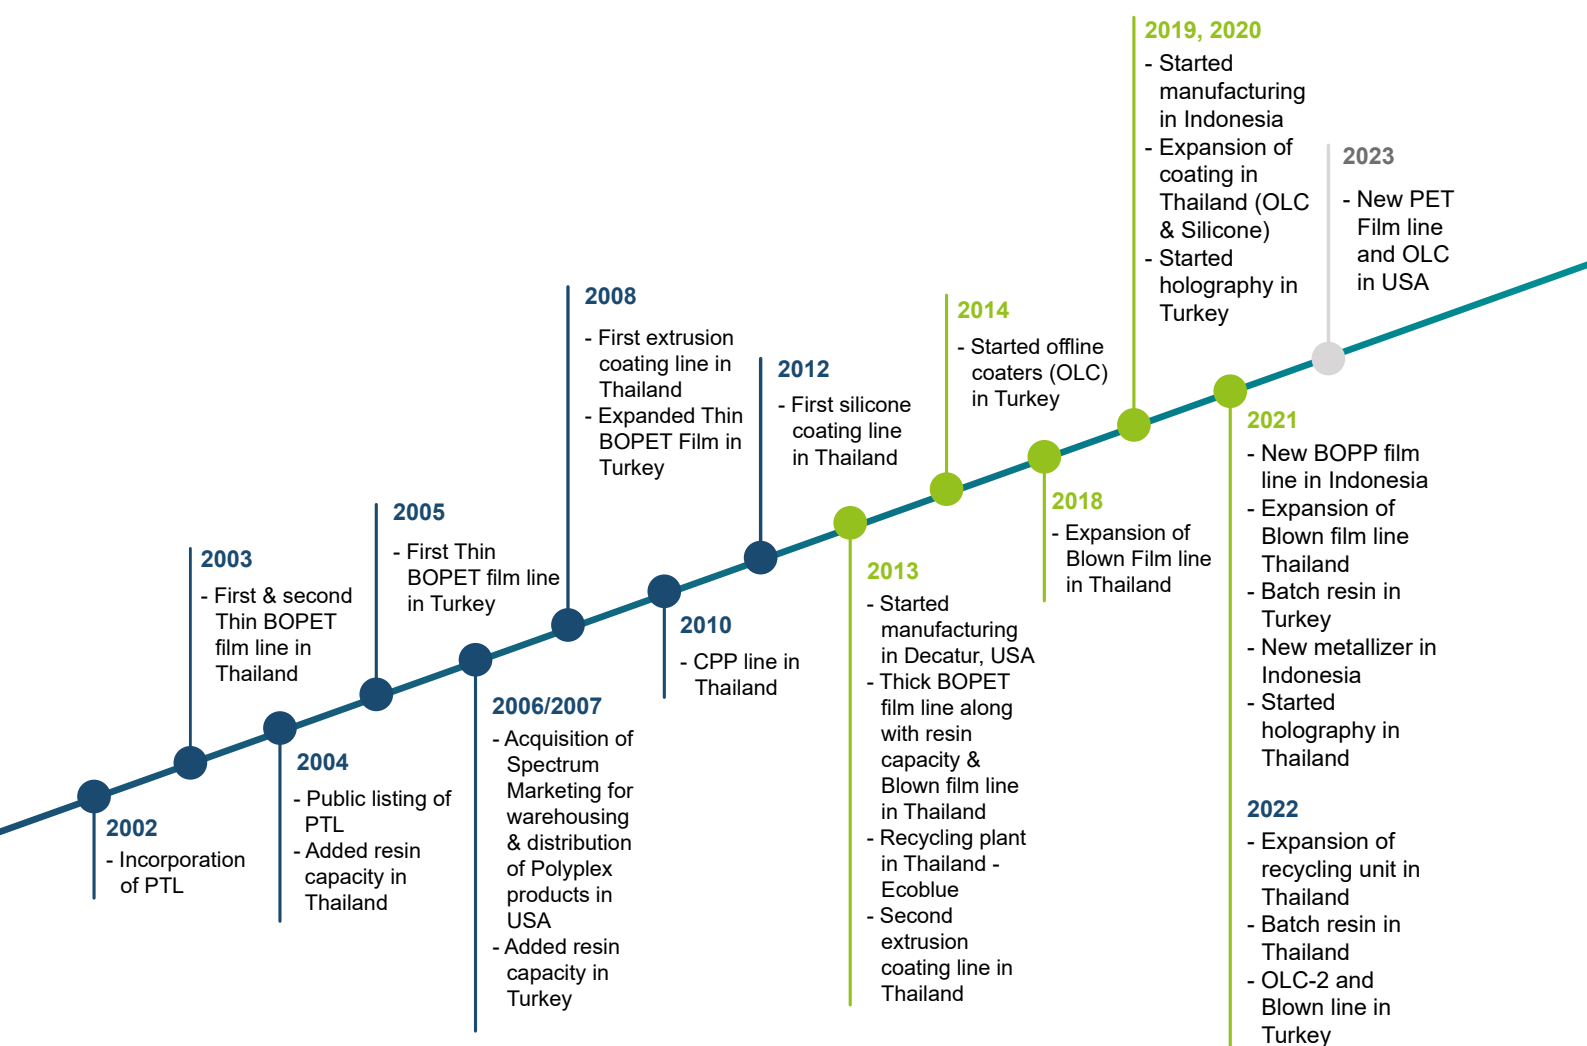 2002
- Incorporation
of PTL
2003
- First & second
Thin BOPET
film line in
Thailand
2004
- Public listing of
PTL
- Added resin
capacity in
Thailand
2005
- First Thin
BOPET film line
in Turkey
2006/2007
- Acquisition of
Spectrum
Marketing for
warehousing
& distribution
of Polyplex
products in
USA
- Added resin
capacity in
Turkey
2008
- First extrusion
coating line in
Thailand
- Expanded Thin
BOPET Film in
Turkey
2010
- CPP line in
Thailand
2012
- First silicone
coating line
in Thailand
2013
- Started
manufacturing
in Decatur, USA
- Thick BOPET
film line along
with resin
capacity &
Blown film line
in Thailand
- Recycling plant
in Thailand -
Ecoblue
- Second
extrusion
coating line in
Thailand
2014
- Started offline
coaters (OLC)
in Turkey
2018
- Expansion of
Blown Film line
in Thailand
2019, 2020
- Started
manufacturing
in Indonesia
- Expansion of
coating in
Thailand (OLC
& Silicone)
- Started
holography in
Turkey
2021
- New BOPP film
line in Indonesia
- Expansion of
Blown film line
Thailand
- Batch resin in
Turkey
- New metallizer in
Indonesia
- Started
holography in
Thailand
2022
- Expansion of
recycling unit in
Thailand
- Batch resin in
Thailand
- OLC-2 and
Blown line in
Turkey
2023
- New PET
Film line
and OLC
in USA